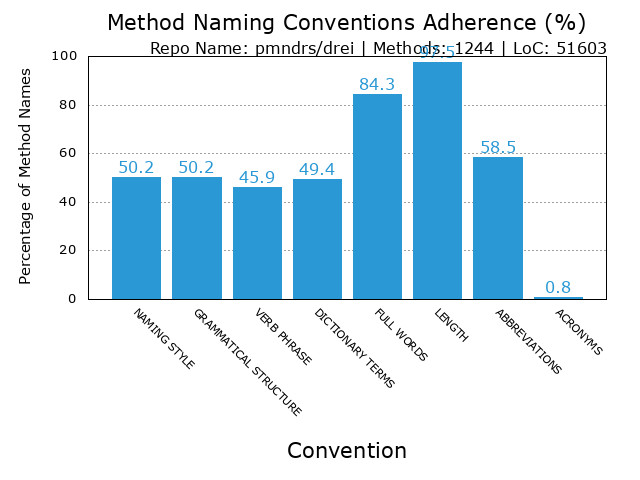 Method Naming Conventions Adherence (%)
Repo Name: pmndrs/drei | Methods: 1244 | LoC: 51603
Percentage of Method Names
100
80
60
40
20
0
50.2
50.2
45.9
49.4
84.3
97.5
58.5
0.8
NAMING STYLE
GRAMMATICAL STRUCTURE
VERB PHRASE
DICTIONARY TERMS
FULL WORDS
LENGTH
ABBREVIATIONS
ACRONYMS
Convention